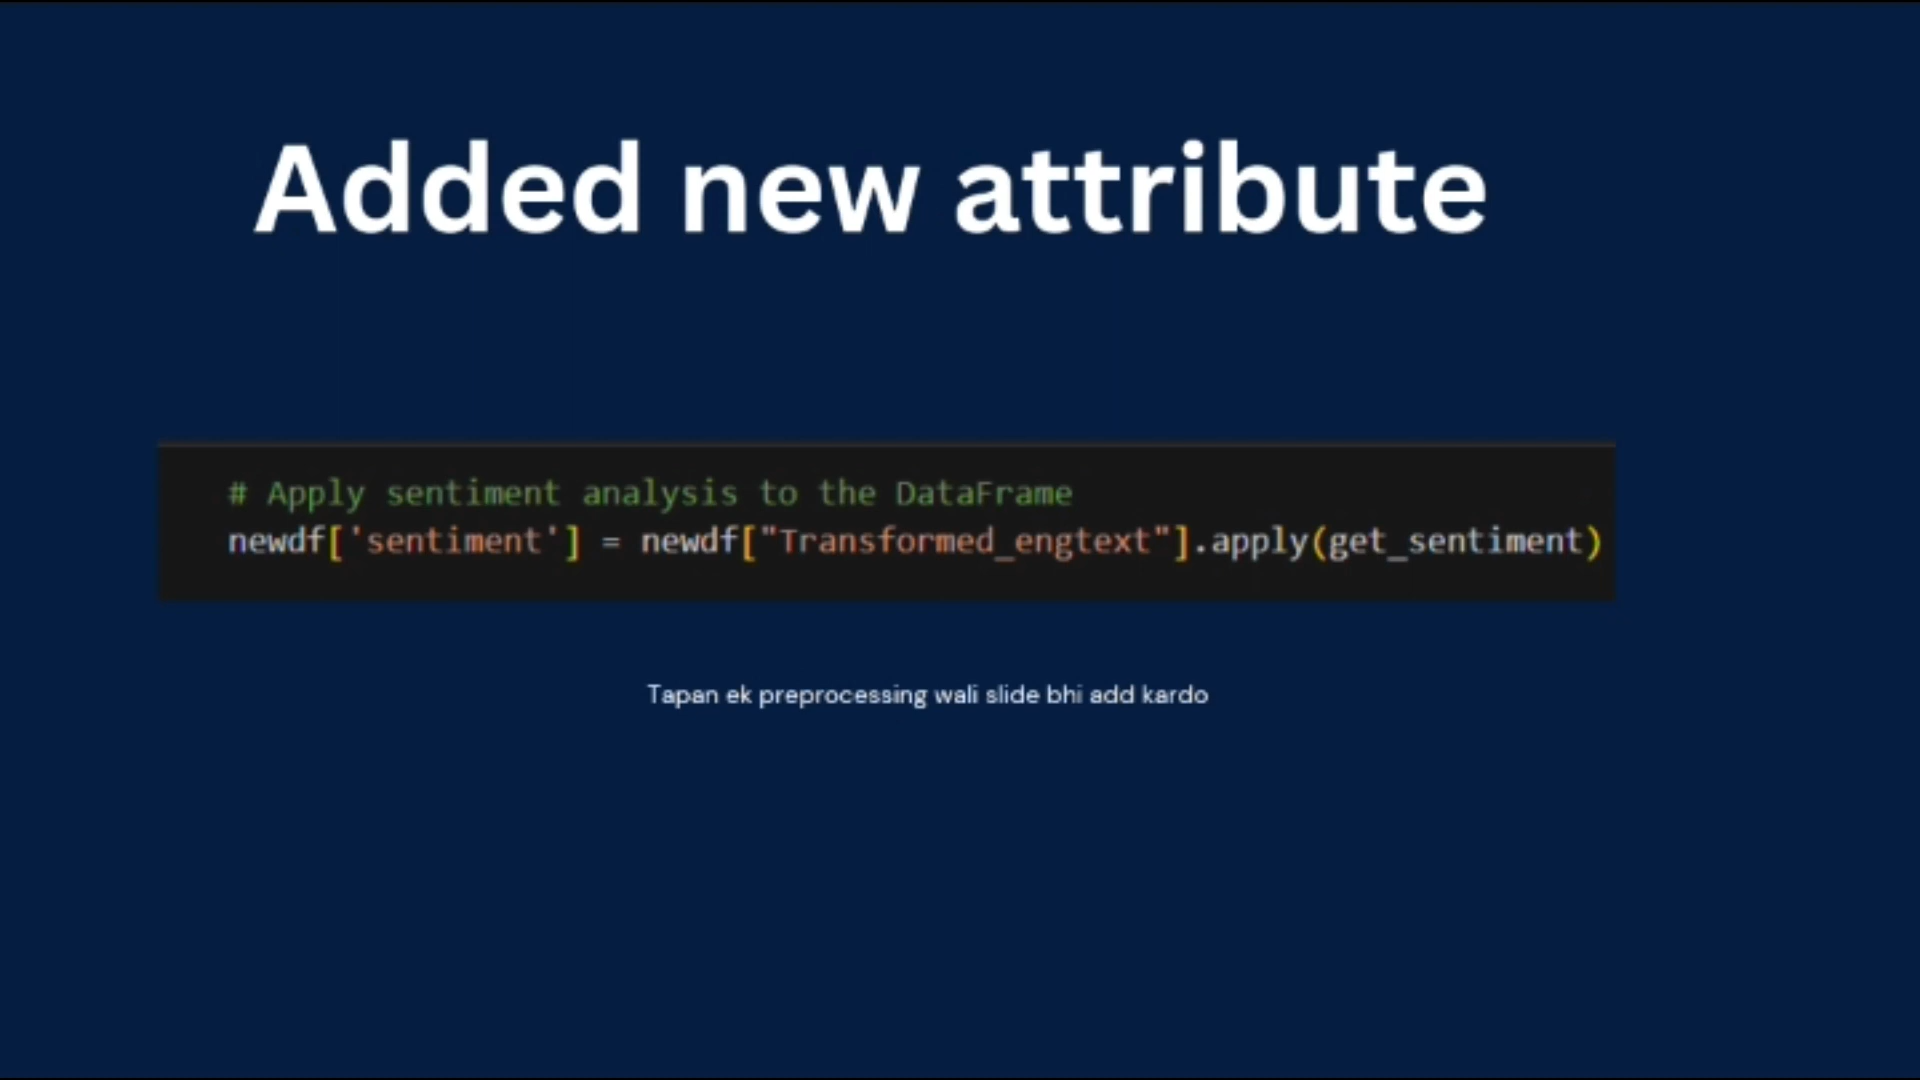 Added new attribute
# Apply sentiment analysis to the DataFrame
newdf['sentiment'] = newdf["Transformed_engtext"].apply(get_sentiment)
Tapan ek preprocessing wali slide bhi add kardo